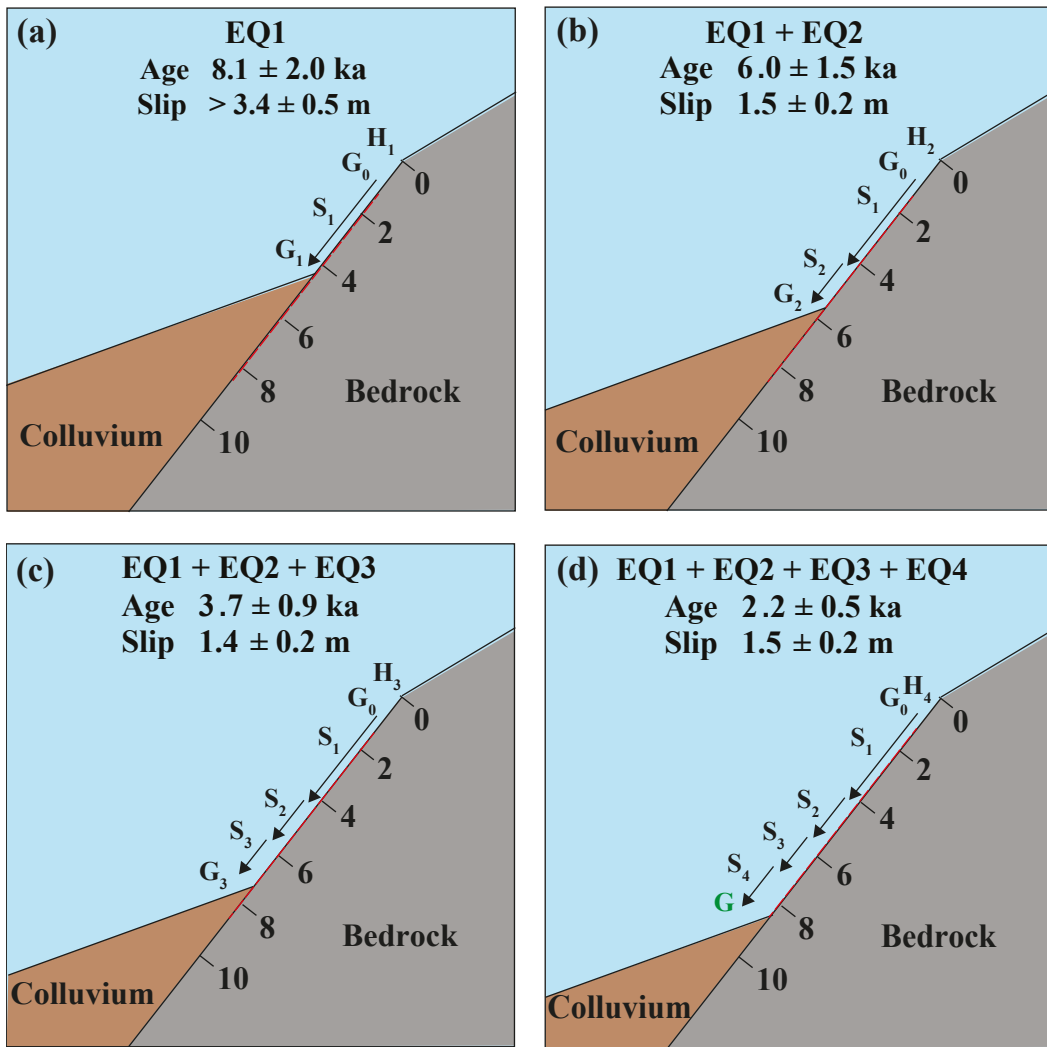 (a)
EQ1
Age 8.1 ± 2.0 ka
Slip > 3.4 ± 0.5 m
H₁
G₀
0
S₁
2
G₁
4
6
8
Bedrock
10
Colluvium
(b)
EQ1 + EQ2
Age 6.0 ± 1.5 ka
Slip 1.5 ± 0.2 m
H₂
G₀
0
S₁
2
S₂
4
G₂
6
8
Bedrock
10
Colluvium
(c)
EQ1 + EQ2 + EQ3
Age 3.7 ± 0.9 ka
Slip 1.4 ± 0.2 m
H₃
G₀
0
S₁
2
S₂
4
S₃
6
G₃
8
Bedrock
10
Colluvium
(d)
EQ1 + EQ2 + EQ3 + EQ4
Age 2.2 ± 0.5 ka
Slip 1.5 ± 0.2 m
G₀ H₄
0
S₁
2
S₂
4
S₃
6
S₄
G
8
Bedrock
10
Colluvium